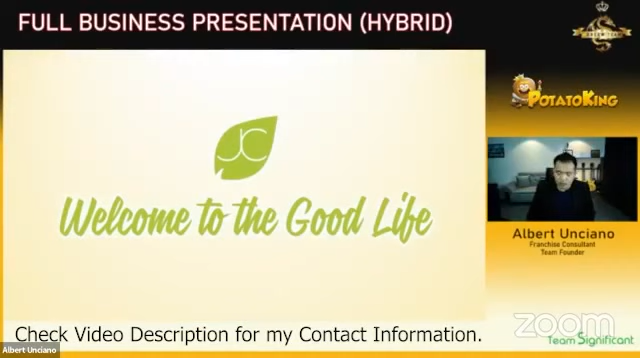 FULL BUSINESS PRESENTATION (HYBRID)
POTATOKING
JC
Welcome to the Good Life
Albert Unciano
Franchise Consultant
Team Founder
zoom
Check Video Description for my Contact Information.
Albert Unciano
Team Significant